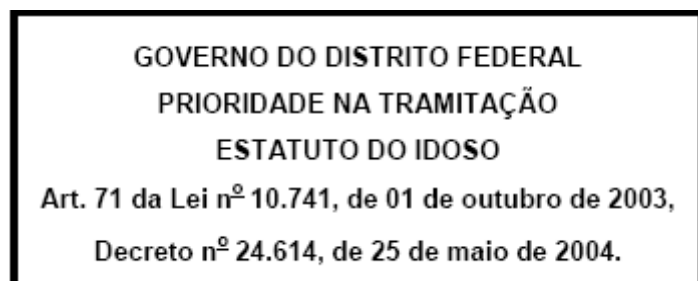 GOVERNO DO DISTRITO FEDERAL
PRIORIDADE NA TRAMITAÇÃO
ESTATUTO DO IDOSO
Art. 71 da Lei nº 10.741, de 01 de outubro de 2003,
Decreto nº 24.614, de 25 de maio de 2004.